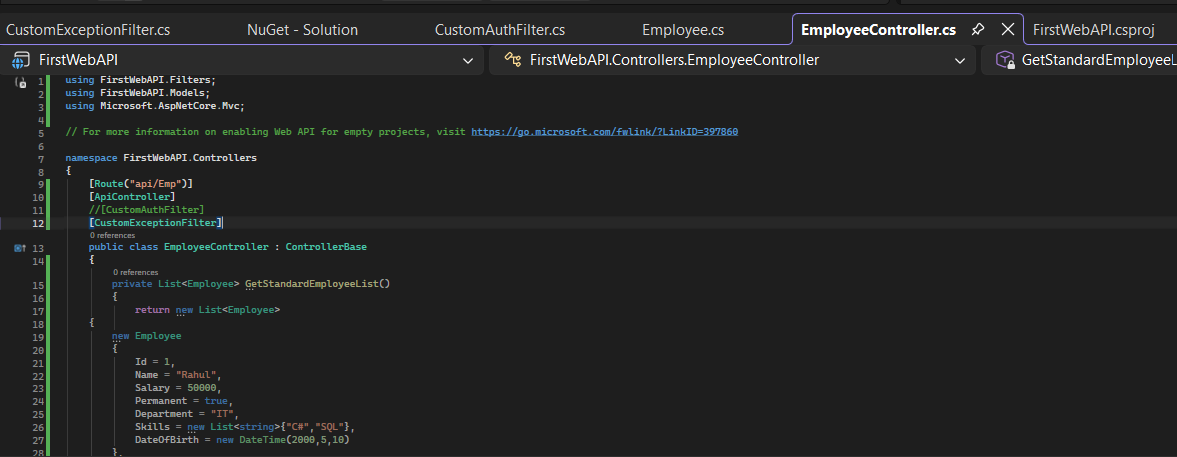 CustomExceptionFilter.cs NuGet - Solution CustomAuthFilter.cs Employee.cs EmployeeController.cs FirstWebAPI.csproj
FirstWebAPI FirstWebAPI.Controllers.EmployeeController GetStandardEmployeeL
1 using FirstWebAPI.Filters;
2 using FirstWebAPI.Models;
3 using Microsoft.AspNetCore.Mvc;
4
5 // For more information on enabling Web API for empty projects, visit https://go.microsoft.com/fwlink/?LinkID=397860
6
7 namespace FirstWebAPI.Controllers
8 {
9 [Route("api/Emp")]
10 [ApiController]
11 //[CustomAuthFilter]
12 [CustomExceptionFilter]
0 references
13 public class EmployeeController : ControllerBase
14 {
0 references
15 private List<Employee> GetStandardEmployeeList()
16 {
17 return new List<Employee>
18 {
19 new Employee
20 {
21 Id = 1,
22 Name = "Rahul",
23 Salary = 50000,
24 Permanent = true,
25 Department = "IT",
26 Skills = new List<string>{"C#","SQL"},
27 DateOfBirth = new DateTime(2000,5,10)
28 },